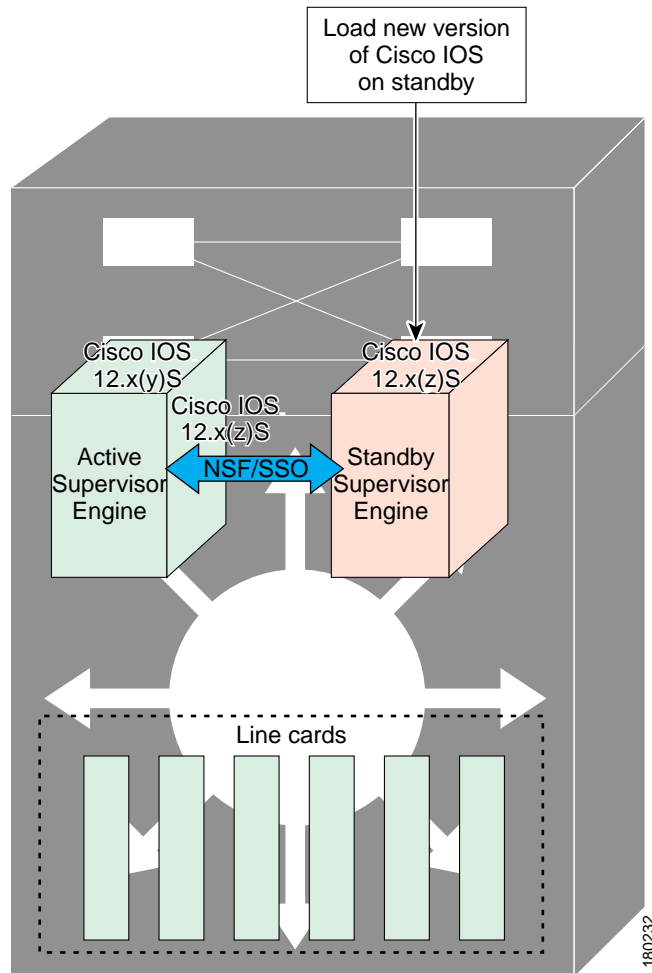 Load new version
of Cisco IOS
on standby
Cisco IOS
12.x(y)S
Cisco IOS
12.x(z)S
Cisco IOS
12.x(z)S
Active
Supervisor
Engine
NSF/SSO
Standby
Supervisor
Engine
Line cards
180232